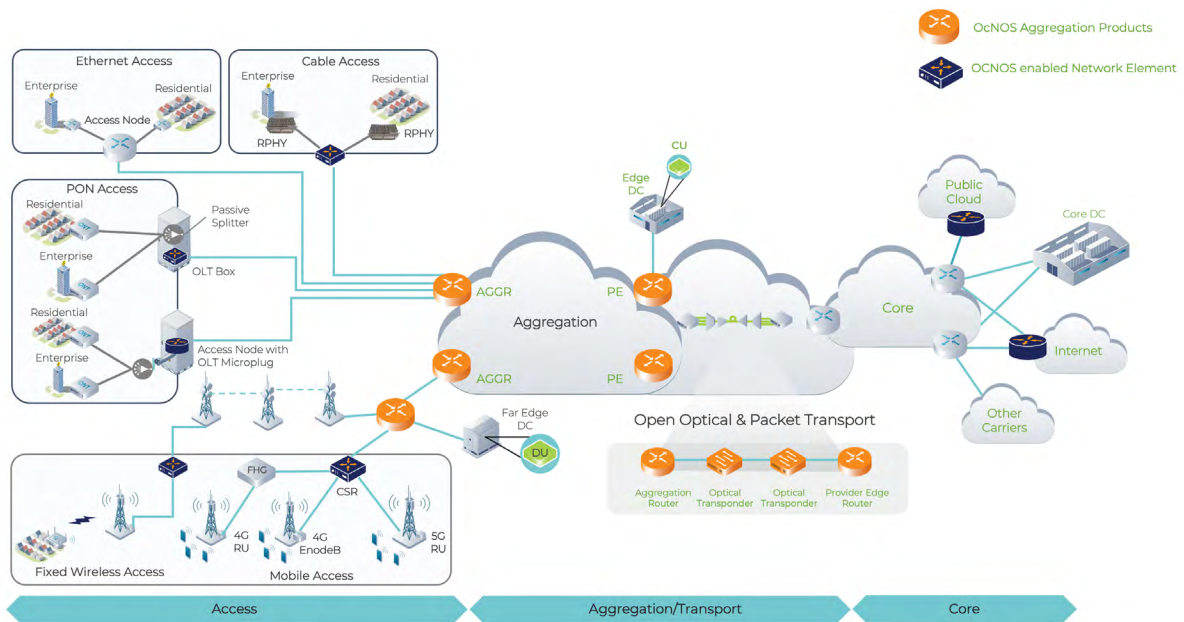 OcNOS Aggregation Products
OCNOS enabled Network Element
Ethernet Access
Enterprise
Residential
Access Node
Cable Access
Enterprise
Residential
RPHY
RPHY
PON Access
Residential
Passive
Splitter
ONT
Enterprise
ONT
OLT Box
Residential
ONT
Enterprise
ONT
Access Node with
OLT Microplug
CU
Edge
DC
AGGR
PE
Aggregation
AGGR
PE
Public
Cloud
Core DC
Core
Internet
Other
Carriers
Far Edge
DC
DU
Open Optical & Packet Transport
Aggregation
Router
Optical
Transponder
Optical
Transponder
Provider Edge
Router
FHG
CSR
4G
RU
4G
EnodeB
5G
RU
Fixed Wireless Access
Mobile Access
Access
Aggregation/Transport
Core